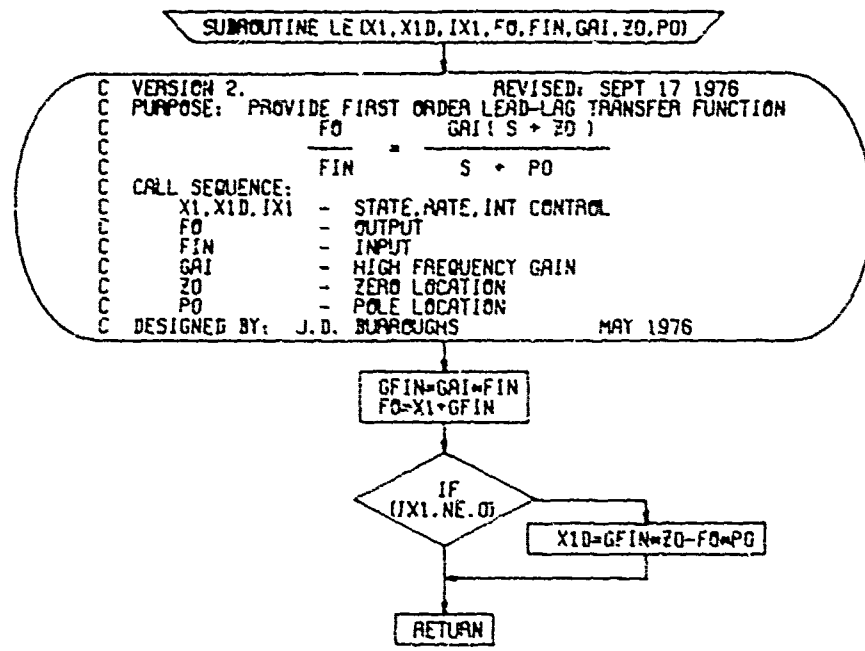 SUBROUTINE LE(X1,X1D,IX1,FO,FIN,GAI,ZO,PO)
C VERSION 2. REVISED: SEPT 17 1976
C PURPOSE: PROVIDE FIRST ORDER LEAD-LAG TRANSFER FUNCTION
C FO GAI( S + ZO )
C =
C FIN S + PO
C CALL SEQUENCE:
C X1,X1D,IX1 - STATE,RATE,INT CONTROL
C FO - OUTPUT
C FIN - INPUT
C GAI - HIGH FREQUENCY GAIN
C ZO - ZERO LOCATION
C PO - POLE LOCATION
C DESIGNED BY: J.D. BURROUGHS MAY 1976
GFIN=GAI*FIN
FO=X1+GFIN
IF
(IX1.NE.0)
X1D=GFIN*ZO-FO*PO
RETURN